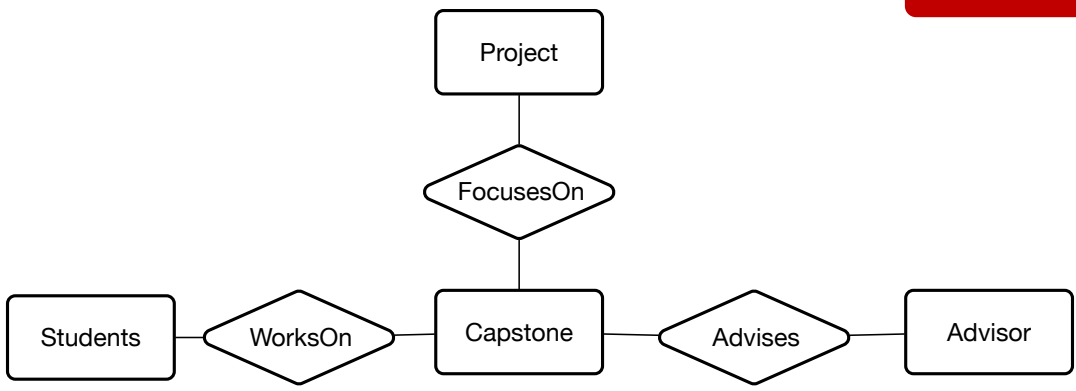 Project
FocusesOn
Students
WorksOn
Capstone
Advises
Advisor